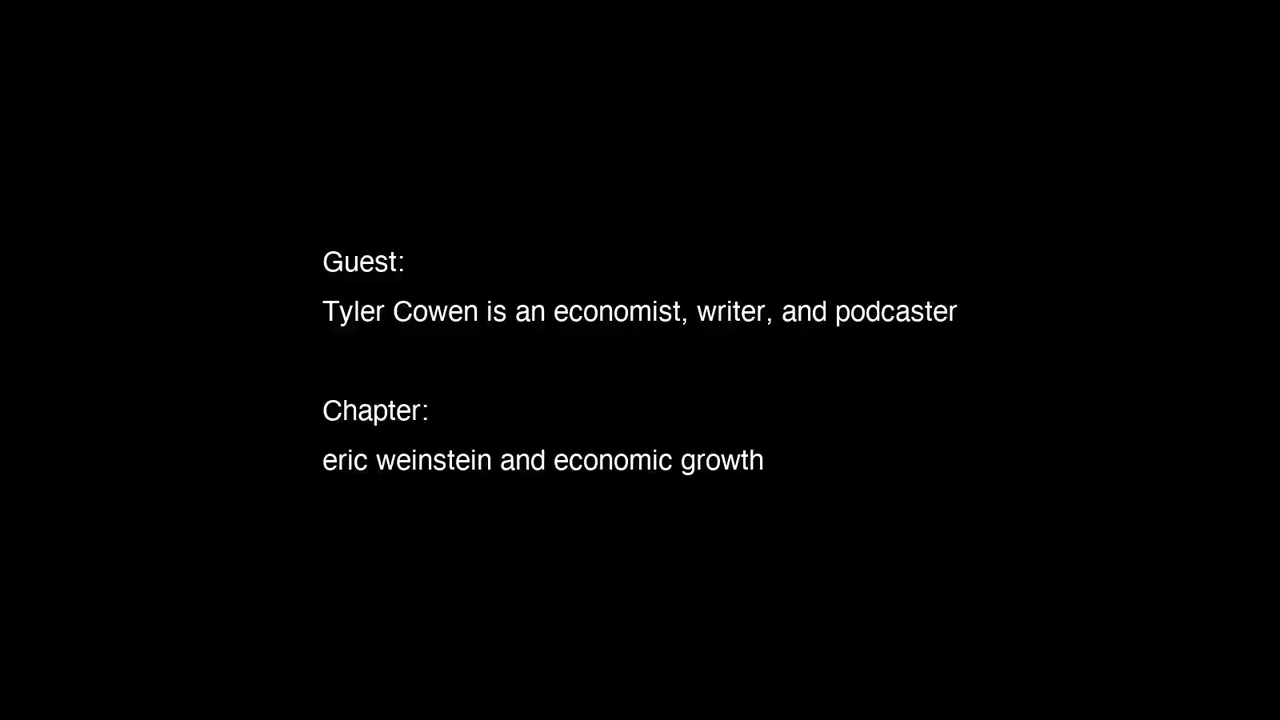 Guest:
Tyler Cowen is an economist, writer, and podcaster
Chapter:
eric weinstein and economic growth